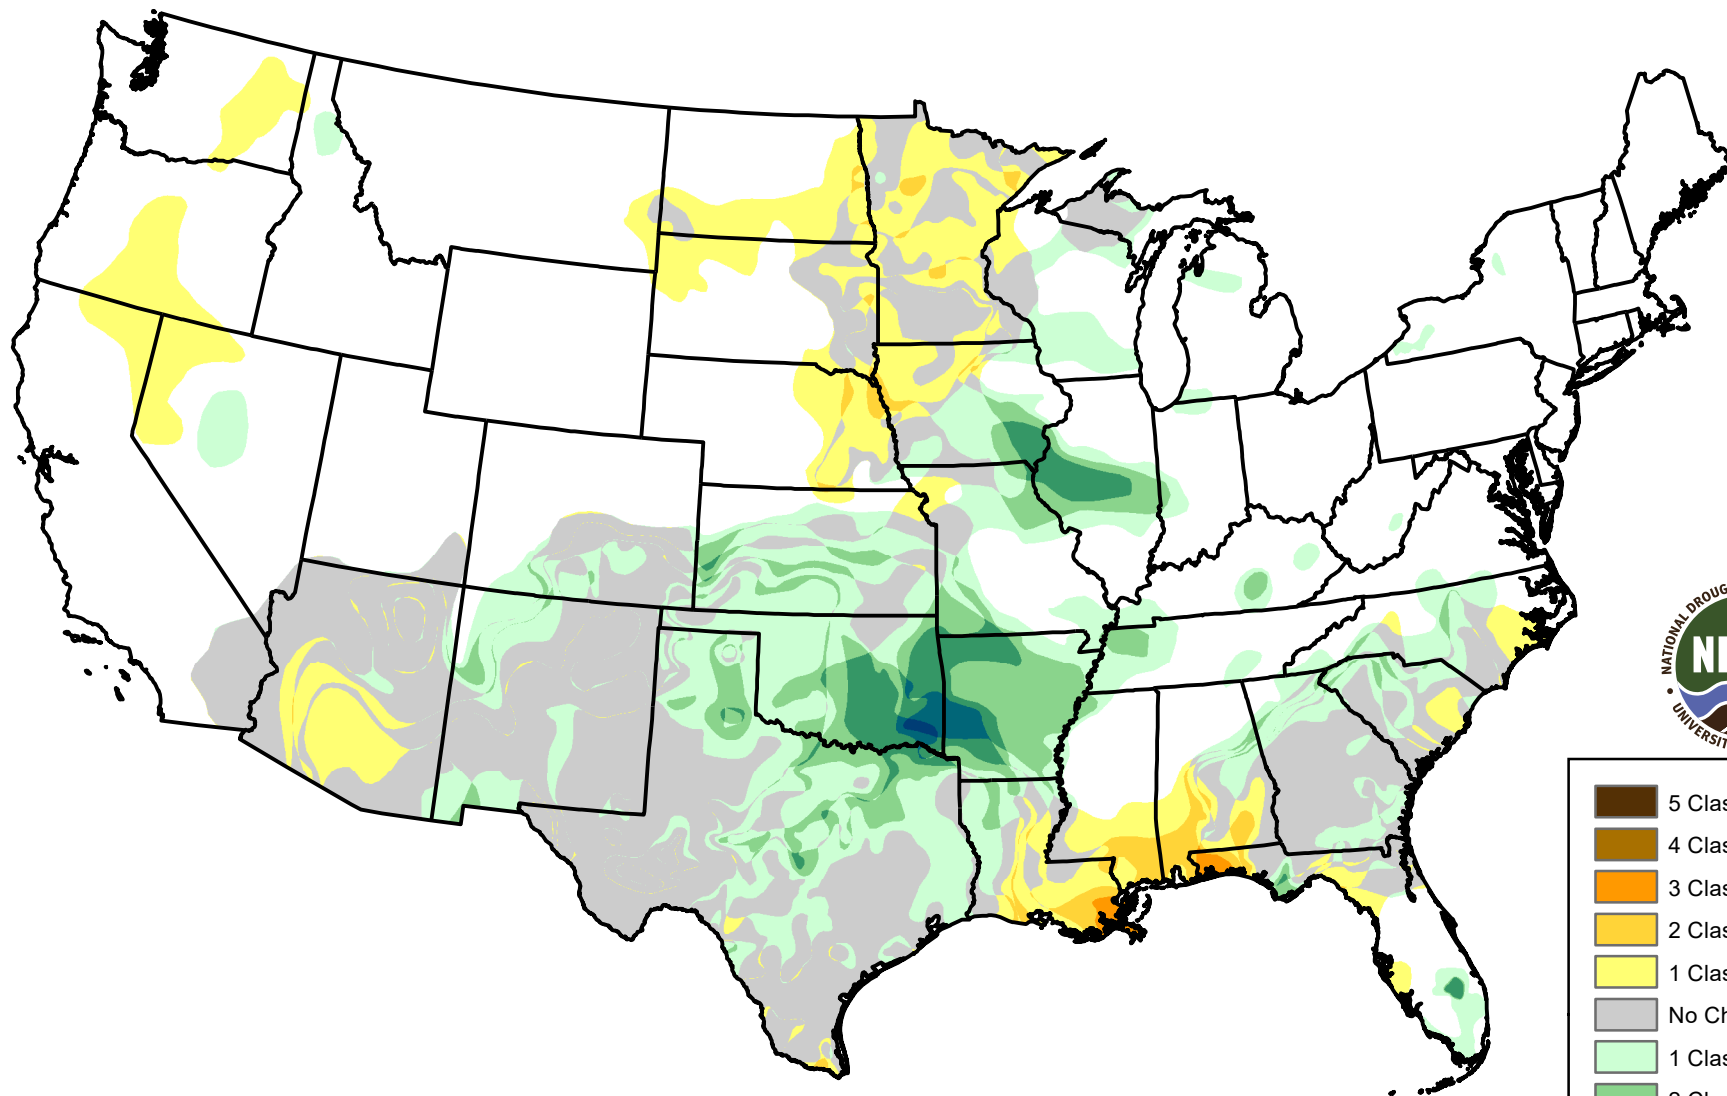 NATIONAL DROUG
UNIVERSIT
5 Clas
4 Clas
3 Clas
2 Clas
1 Clas
No Ch
1 Clas